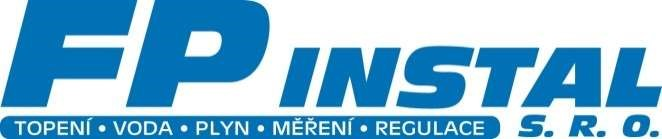 FP INSTAL
TOPENÍ • VODA • PLYN • MĚŘENÍ • REGULACE S. R. O.